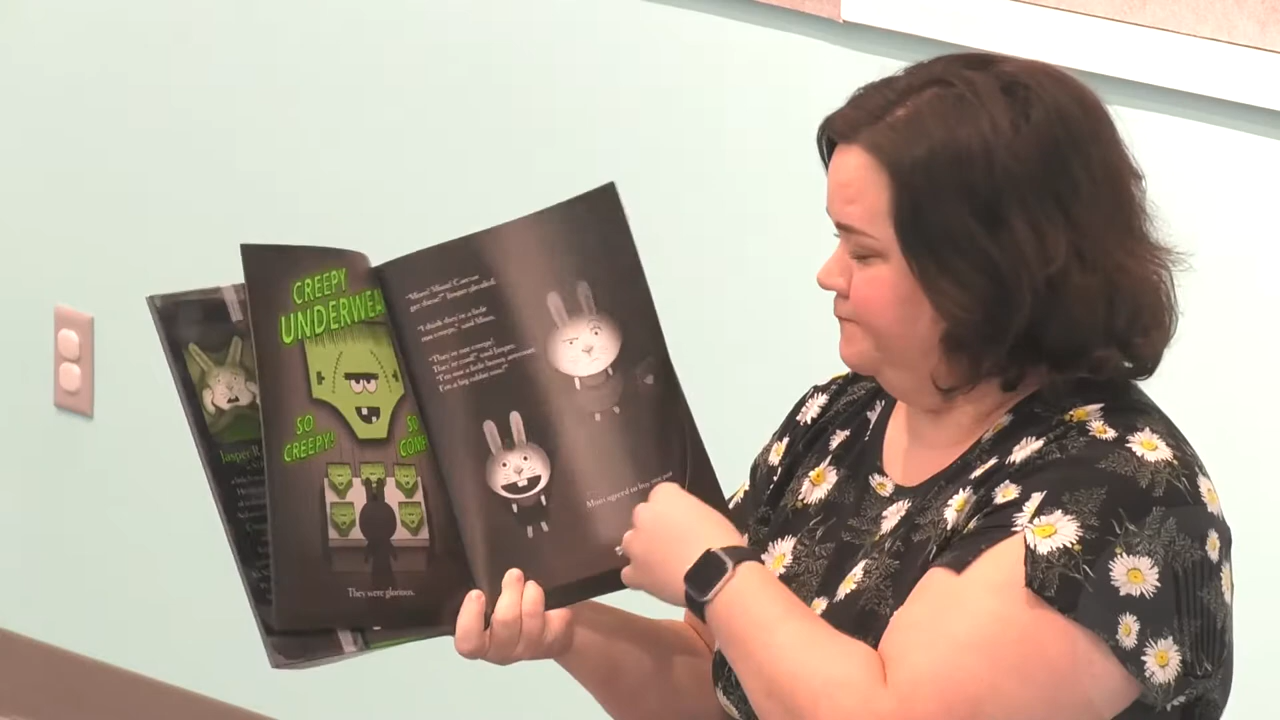 CREEPY
UNDERWEA
SO
CREEPY!
SO
COMF
They were glorious.
"Mom! Mom! Can we
get these?" Jasper pleaded.
"I think they're a little
too creepy," said Mom.
"They're not creepy!
They're cool!" said Jasper.
"I'm not a little bunny anymore.
I'm a big rabbit now!"
Mom agreed to buy one pair
Jasper R